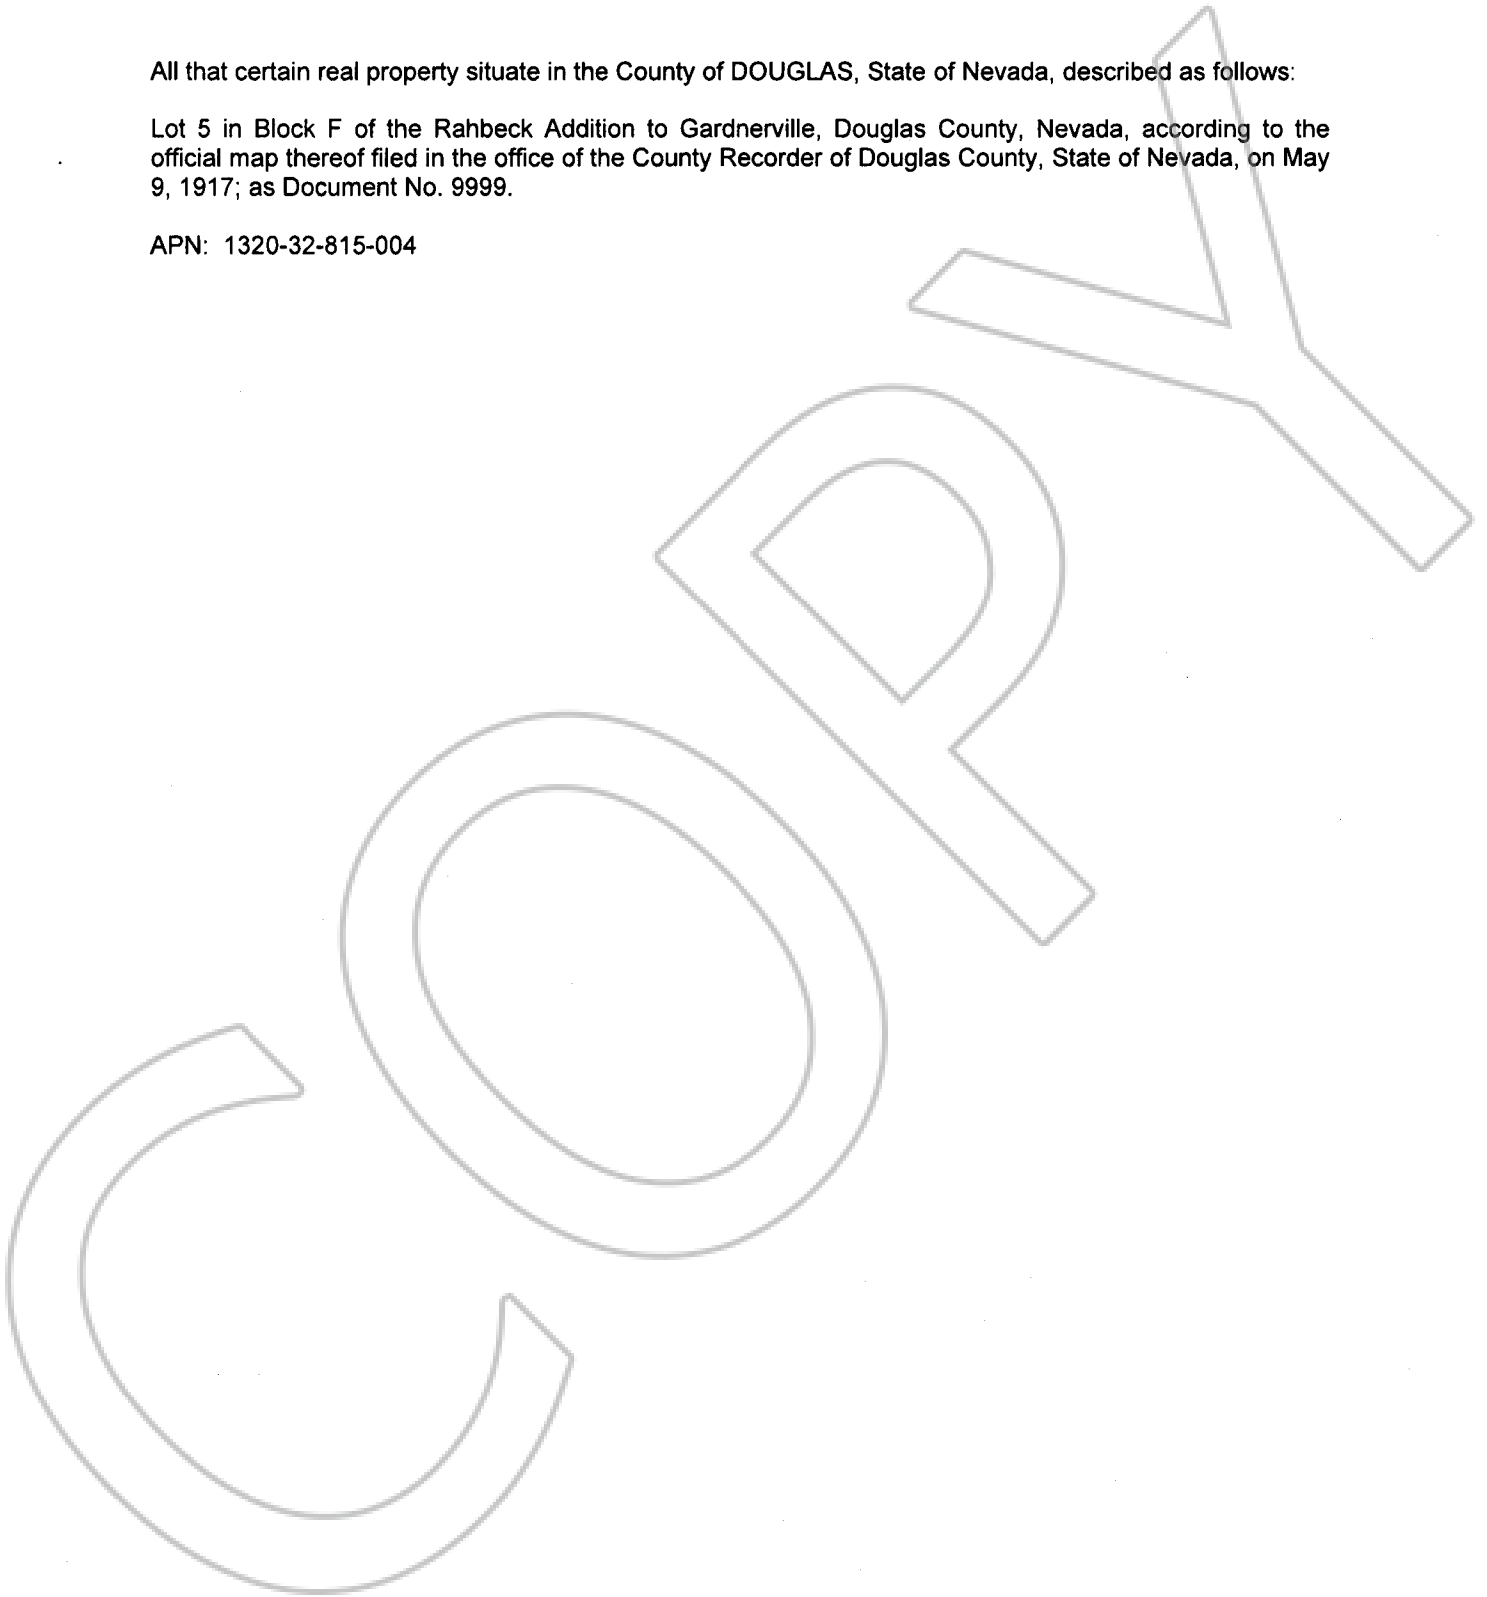 All that certain real property situate in the County of DOUGLAS, State of Nevada, described as follows:
Lot 5 in Block F of the Rahbeck Addition to Gardnerville, Douglas County, Nevada, according to the
official map thereof filed in the office of the County Recorder of Douglas County, State of Nevada, on May
9, 1917; as Document No. 9999.
APN: 1320-32-815-004
COPY